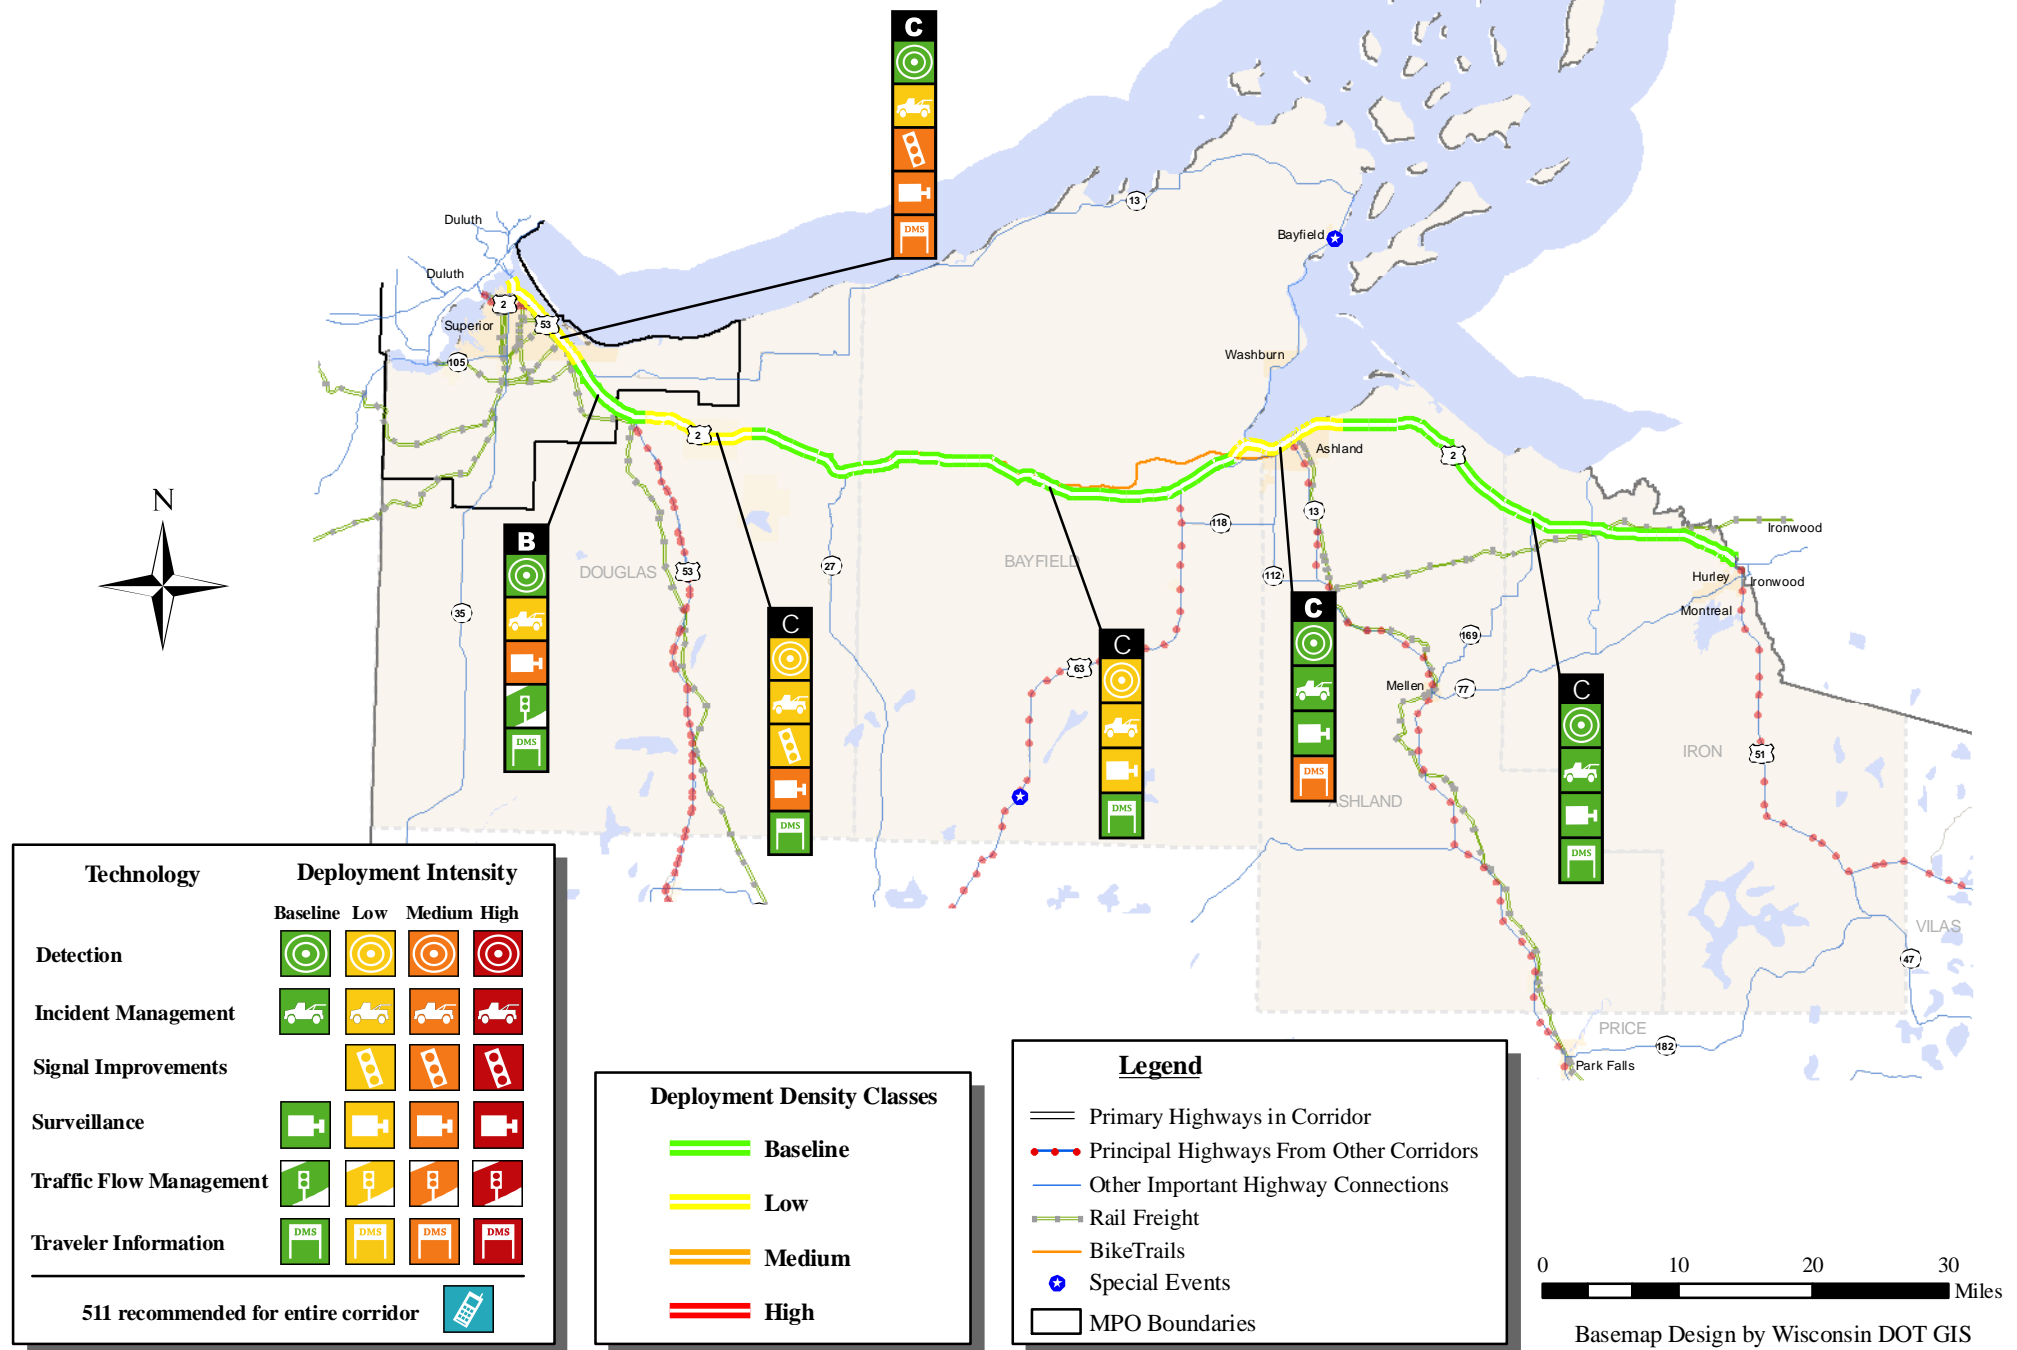 C
DMS
13
Duluth
Bayfield
Duluth
2
53
Superior
105
Washburn
2
Ashland
2
N
13
118
Ironwood
B
DMS
DOUGLAS
53
27
BAYFIELD
112
Hurley
Ironwood
Montreal
35
C
DMS
C
DMS
63
C
DMS
169
Mellen
77
C
DMS
IRON
51
ASHLAND
VILAS
47
PRICE
182
Park Falls
Technology
Deployment Intensity
Baseline Low Medium High
Detection
Incident Management
Signal Improvements
Surveillance
Traffic Flow Management
Traveler Information
DMS DMS DMS DMS
511 recommended for entire corridor
Deployment Density Classes
Baseline
Low
Medium
High
Legend
Primary Highways in Corridor
Principal Highways From Other Corridors
Other Important Highway Connections
Rail Freight
BikeTrails
Special Events
MPO Boundaries
0 10 20 30
Miles
Basemap Design by Wisconsin DOT GIS